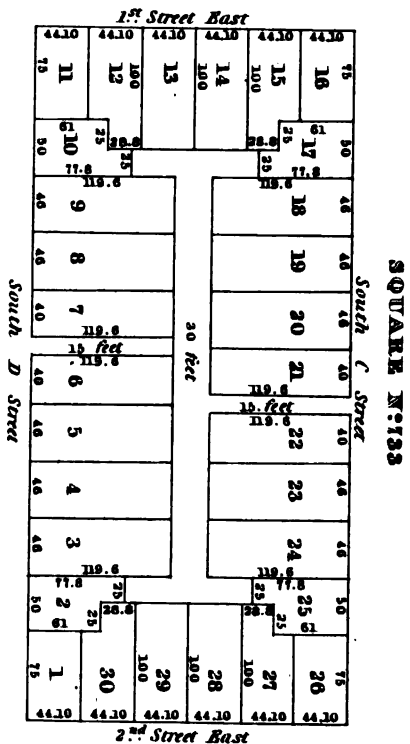 1.st Street East
44.10 44.10 44.10 44.10 44.10 44.10
75 11 12 100 13 100 14 100 15 16 75
61 25 28.8 28.8 25 61
50 10 25 25 17 50
77.8 77.8
119.6 119.6
46 9 18 46
46 8 19 46
40 7 20 46
119.6
15 feet
119.6
30 feet
21 40
119.6
15 feet
119.6
40 6 22 40
46 5 23 46
46 4 24 46
46 3
119.6 119.6
77.8 77.8
50 2 25 25 25 50
25 28.8 28.8 25
61 61
75 1 30 29 100 28 100 27 100 26 75
44.10 44.10 44.10 44.10 44.10 44.10
2.nd Street East
South D Street
South C Street
SQUARE No. 733